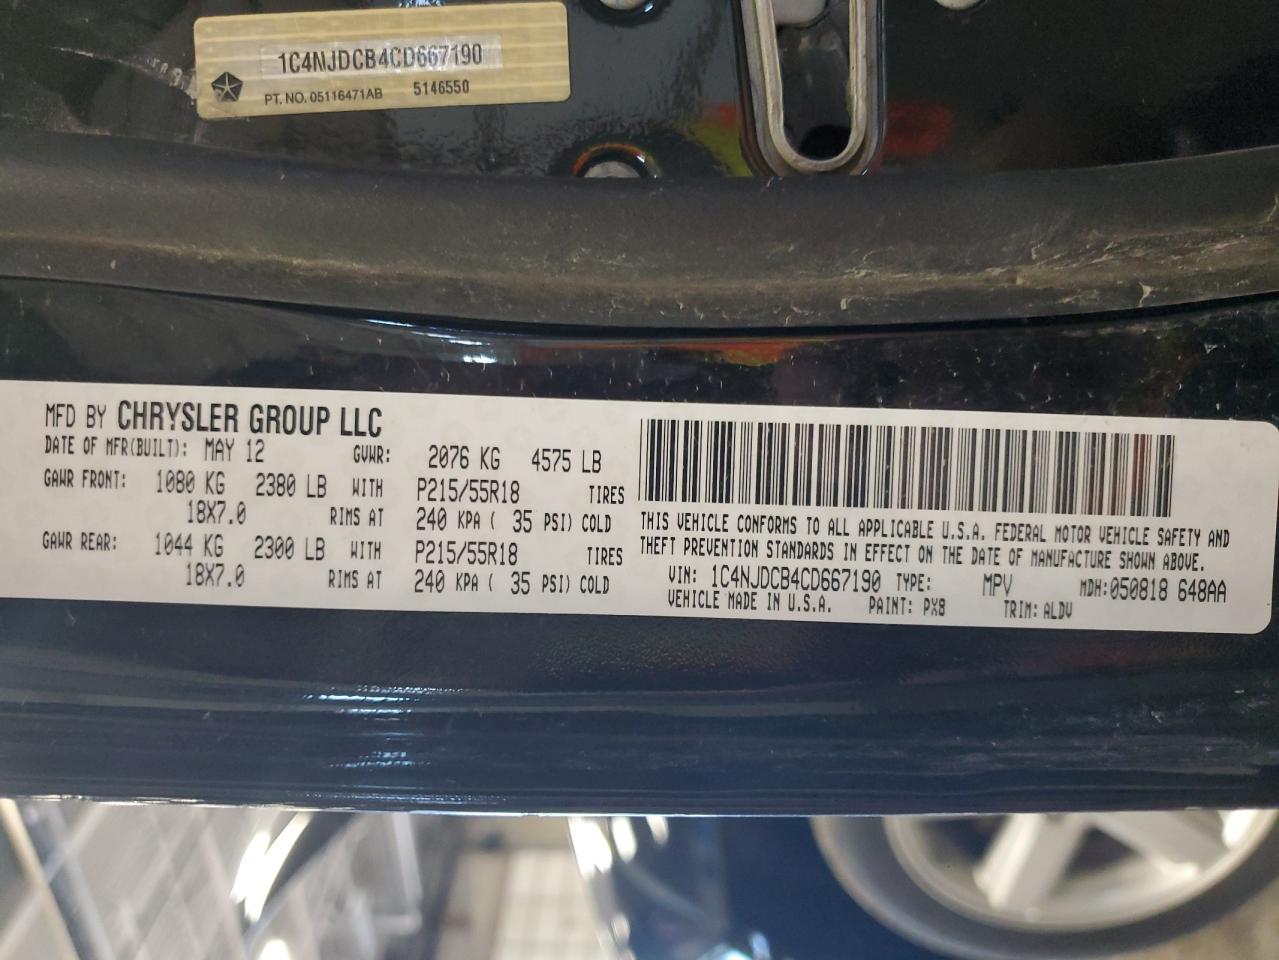 1C4NJDCB4CD667190
PT. NO. 05116471AB 5146550
MFD BY CHRYSLER GROUP LLC
DATE OF MFR(BUILT): MAY 12 GVWR: 2076 KG 4575 LB
GAWR FRONT: 1080 KG 2380 LB WITH P215/55R18 TIRES
18X7.0 RIMS AT 240 KPA ( 35 PSI) COLD
GAWR REAR: 1044 KG 2300 LB WITH P215/55R18 TIRES
18X7.0 RIMS AT 240 KPA ( 35 PSI) COLD
THIS VEHICLE CONFORMS TO ALL APPLICABLE U.S.A. FEDERAL MOTOR VEHICLE SAFETY AND
THEFT PREVENTION STANDARDS IN EFFECT ON THE DATE OF MANUFACTURE SHOWN ABOVE.
VIN: 1C4NJDCB4CD667190 TYPE: MPV MDH:050818 648AA
VEHICLE MADE IN U.S.A. PAINT: PX8 TRIM: ALDV